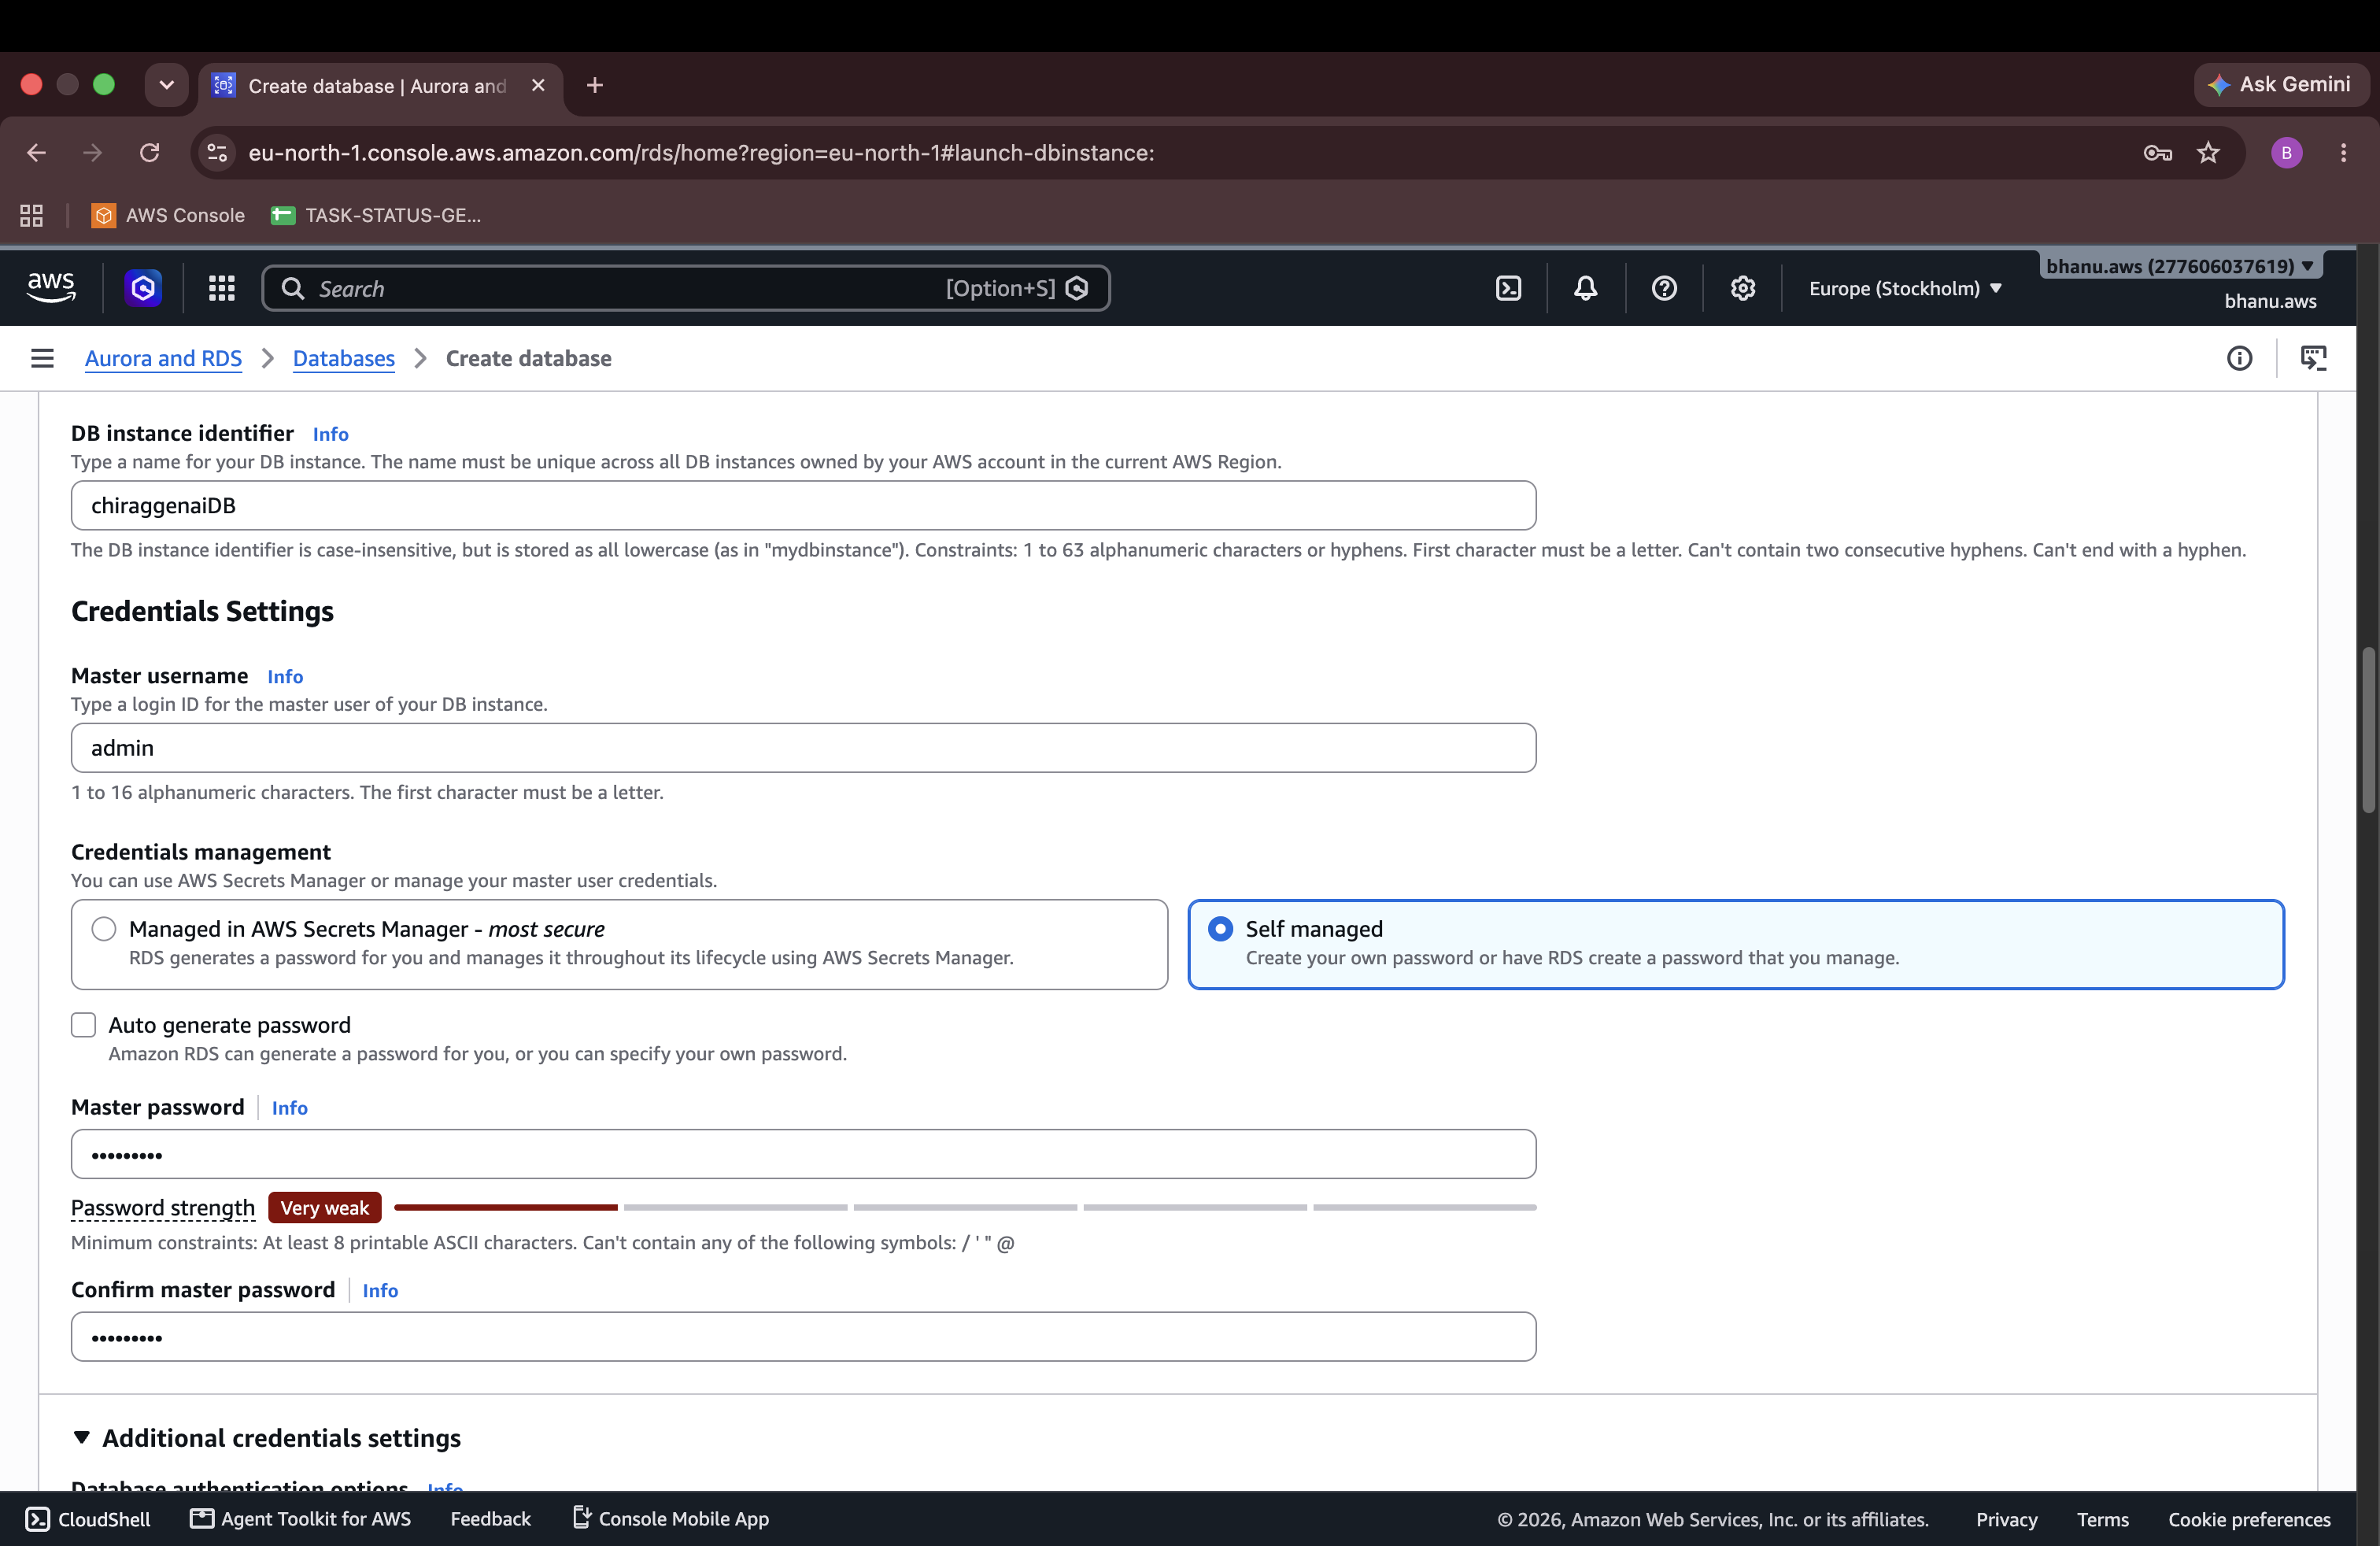 Create database | Aurora and
Ask Gemini
eu-north-1.console.aws.amazon.com/rds/home?region=eu-north-1#launch-dbinstance:
B
AWS Console
TASK-STATUS-GE...
aws
Search
[Option+S]
Europe (Stockholm)
bhanu.aws (277606037619)
bhanu.aws
Aurora and RDS
Databases
Create database
DB instance identifier Info
Type a name for your DB instance. The name must be unique across all DB instances owned by your AWS account in the current AWS Region.
chiraggenaiDB
The DB instance identifier is case-insensitive, but is stored as all lowercase (as in "mydbinstance"). Constraints: 1 to 63 alphanumeric characters or hyphens. First character must be a letter. Can't contain two consecutive hyphens. Can't end with a hyphen.
Credentials Settings
Master username Info
Type a login ID for the master user of your DB instance.
admin
1 to 16 alphanumeric characters. The first character must be a letter.
Credentials management
You can use AWS Secrets Manager or manage your master user credentials.
Managed in AWS Secrets Manager - most secure
RDS generates a password for you and manages it throughout its lifecycle using AWS Secrets Manager.
Self managed
Create your own password or have RDS create a password that you manage.
Auto generate password
Amazon RDS can generate a password for you, or you can specify your own password.
Master password Info
•••••••••
Password strength Very weak
Minimum constraints: At least 8 printable ASCII characters. Can't contain any of the following symbols: / ' " @
Confirm master password Info
•••••••••
Additional credentials settings
Database authentication options Info
CloudShell
Agent Toolkit for AWS
Feedback
Console Mobile App
© 2026, Amazon Web Services, Inc. or its affiliates.
Privacy
Terms
Cookie preferences